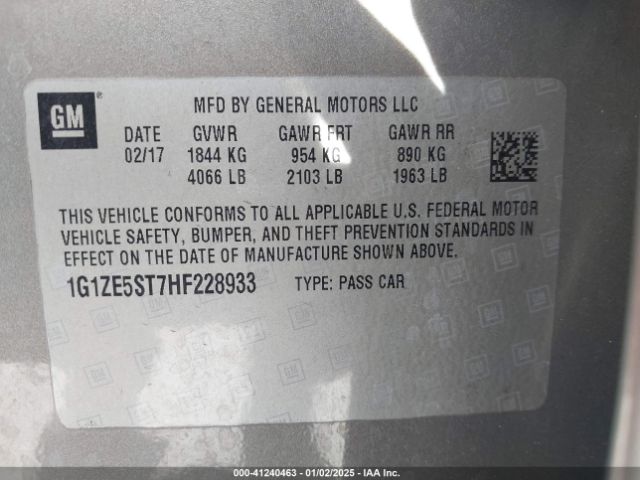 GM
MFD BY GENERAL MOTORS LLC
DATE GVWR GAWR FRT GAWR RR
02/17 1844 KG 954 KG 890 KG
4066 LB 2103 LB 1963 LB
THIS VEHICLE CONFORMS TO ALL APPLICABLE U.S. FEDERAL MOTOR
VEHICLE SAFETY, BUMPER, AND THEFT PREVENTION STANDARDS IN
EFFECT ON THE DATE OF MANUFACTURE SHOWN ABOVE.
1G1ZE5ST7HF228933 TYPE: PASS CAR
000-41240463 - 01/02/2025 - IAA Inc.